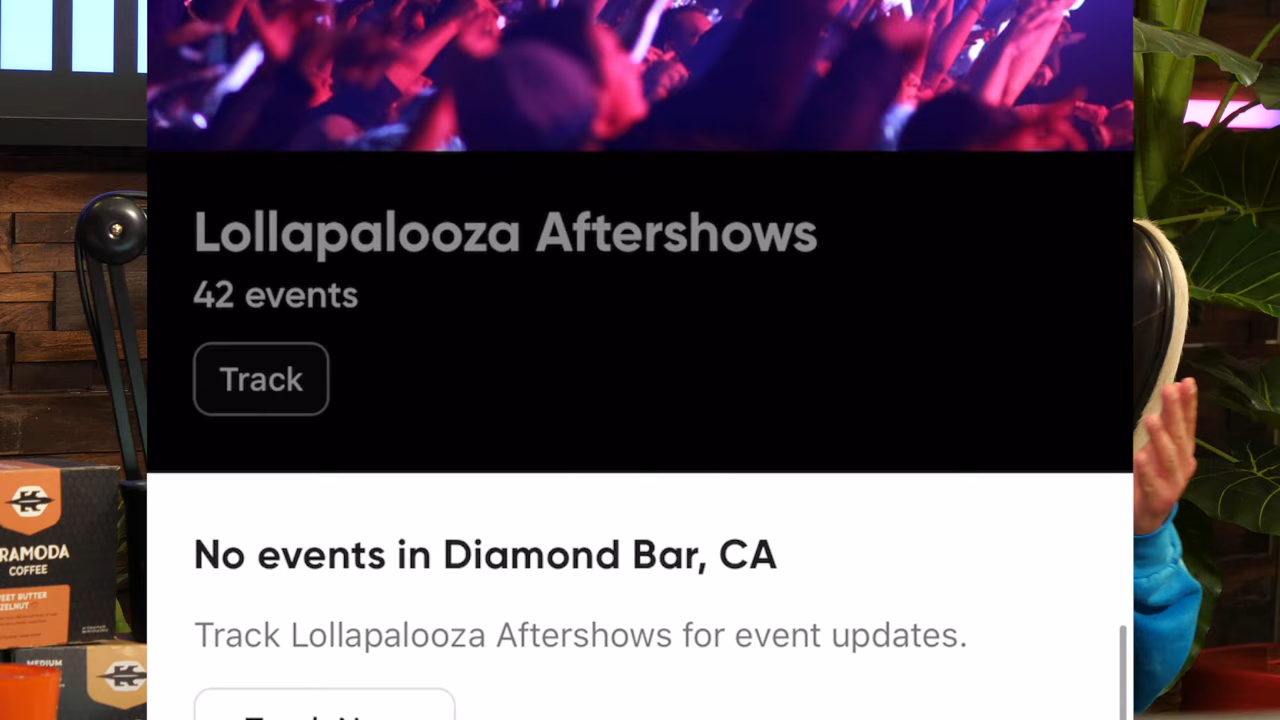 Lollapalooza Aftershows
42 events
Track
No events in Diamond Bar, CA
Track Lollapalooza Aftershows for event updates.
RAMODA
COFFEE
MEDIUM